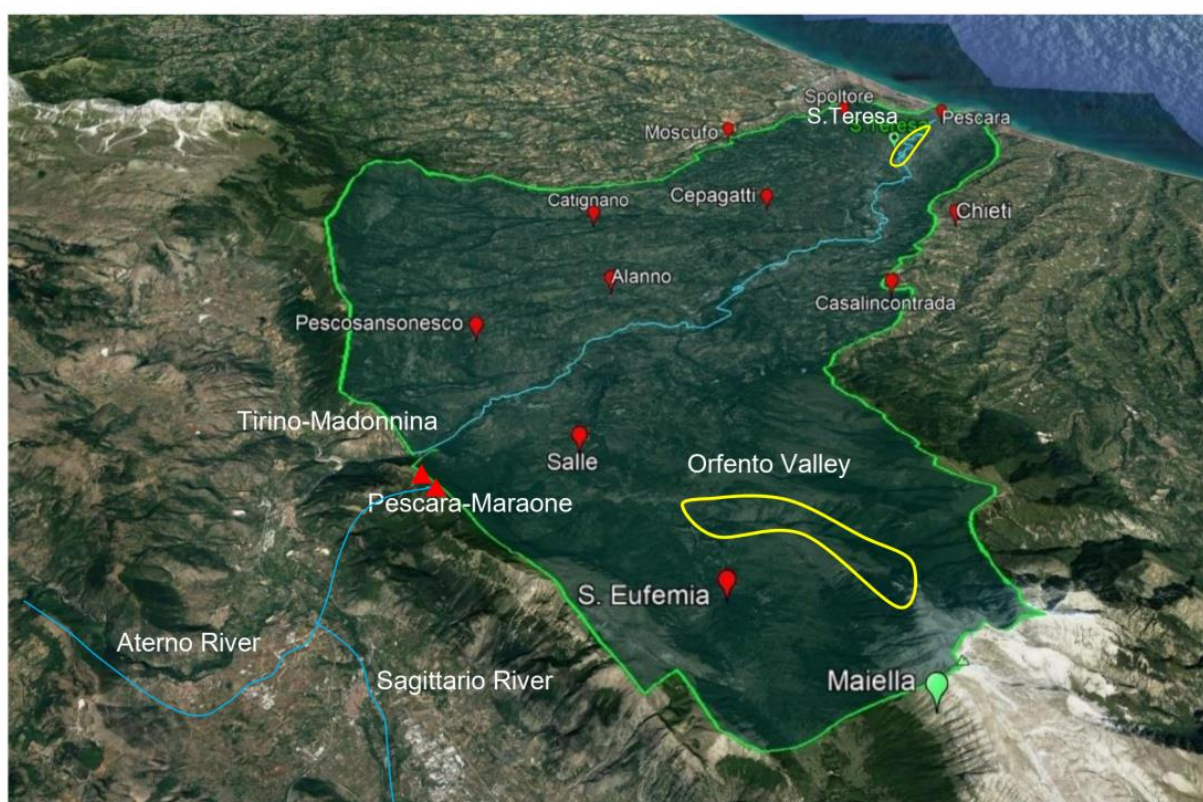 Spoltore
S.Teresa
S.Teresa
Pescara
Moscufo
Cepagatti
Catignano
Chieti
Alanno
Casalincontrada
Pescosansonesco
Tirino-Madonnina
Salle
Orfento Valley
Pescara-Maraone
S. Eufemia
Aterno River
Sagittario River
Maiella